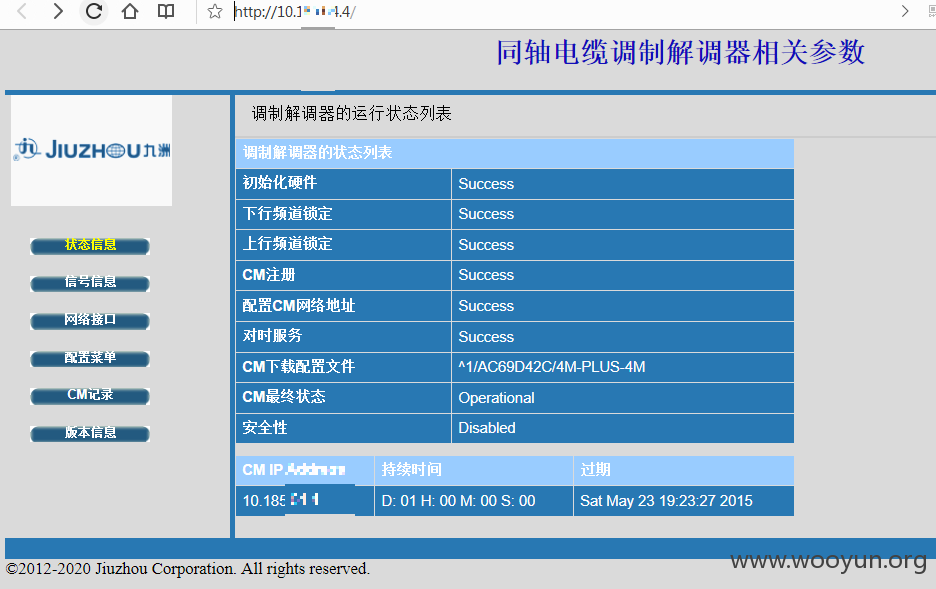 http://10.1
.4/
同轴电缆调制解调器相关参数
JIUZHOU九洲
调制解调器的运行状态列表
调制解调器的状态列表
初始化硬件 Success
下行频道锁定 Success
上行频道锁定 Success
CM注册 Success
配置CM网络地址 Success
对时服务 Success
CM下载配置文件 ^1/AC69D42C/4M-PLUS-4M
CM最终状态 Operational
安全性 Disabled
状态信息
信号信息
网络接口
配置菜单
CM记录
版本信息
CM IP 持续时间 过期
10.185 D: 01 H: 00 M: 00 S: 00 Sat May 23 19:23:27 2015
©2012-2020 Jiuzhou Corporation. All rights reserved.
www.wooyun.org